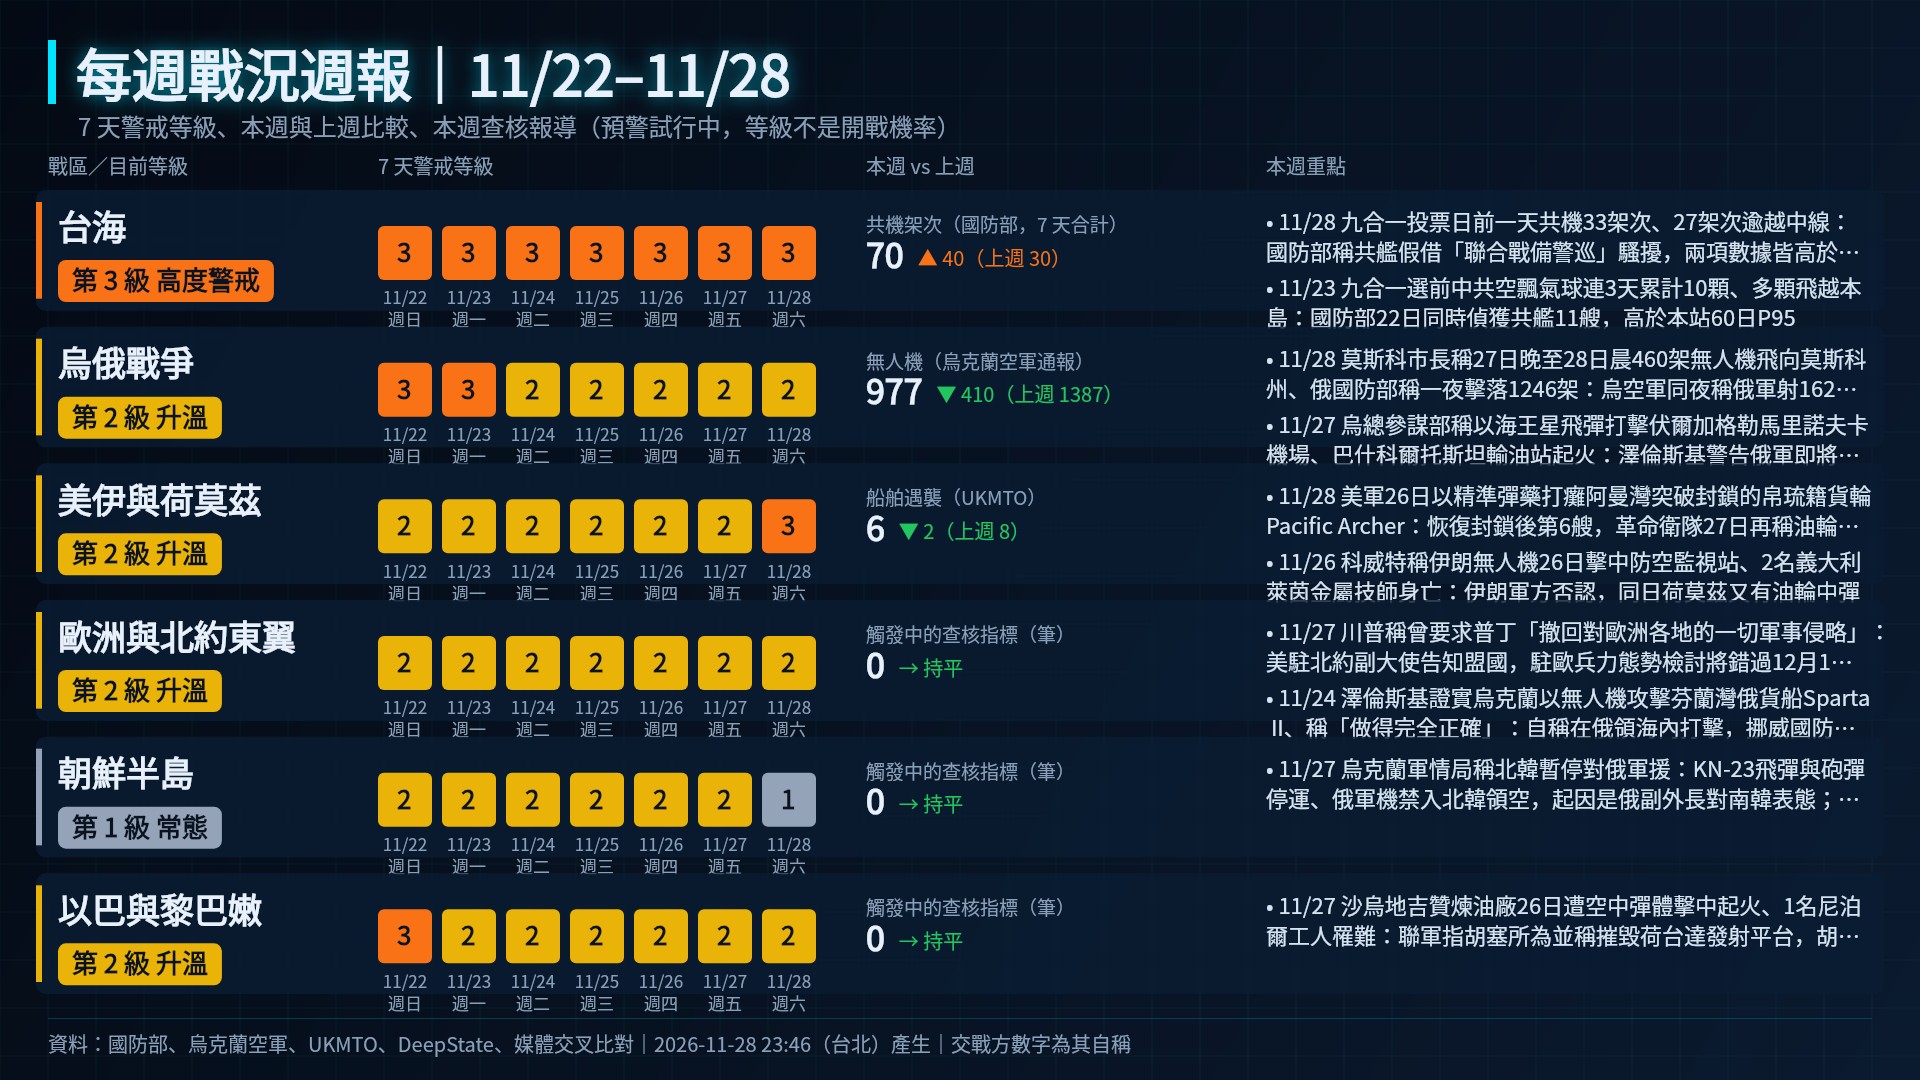 每週戰況週報｜11/22–11/28
7 天警戒等級、本週與上週比較、本週查核報導（預警試行中，等級不是開戰機率）
戰區／目前等級
7 天警戒等級
本週 vs 上週
本週重點
台海
第 3 級 高度警戒
3 3 3 3 3 3 3
11/22 11/23 11/24 11/25 11/26 11/27 11/28
週日 週一 週二 週三 週四 週五 週六
共機架次（國防部，7 天合計）
70 ▲ 40（上週 30）
• 11/28 九合一投票日前一天共機33架次、27架次逾越中線：
國防部稱共艦假借「聯合戰備警巡」騷擾，兩項數據皆高於⋯
• 11/23 九合一選前中共空飄氣球連3天累計10顆、多顆飛越本
島：國防部22日同時偵獲共艦11艘，高於本站60日P95
烏俄戰爭
第 2 級 升溫
3 3 2 2 2 2 2
11/22 11/23 11/24 11/25 11/26 11/27 11/28
週日 週一 週二 週三 週四 週五 週六
無人機（烏克蘭空軍通報）
977 ▼ 410（上週 1387）
• 11/28 莫斯科市長稱27日晚至28日晨460架無人機飛向莫斯科
州、俄國防部稱一夜擊落1246架：烏空軍同夜稱俄軍射162⋯
• 11/27 烏總參謀部稱以海王星飛彈打擊伏爾加格勒馬里諾夫卡
機場、巴什科爾托斯坦輸油站起火：澤倫斯基警告俄軍即將⋯
美伊與荷莫茲
第 2 級 升溫
2 2 2 2 2 2 3
11/22 11/23 11/24 11/25 11/26 11/27 11/28
週日 週一 週二 週三 週四 週五 週六
船舶遇襲（UKMTO）
6 ▼ 2（上週 8）
• 11/28 美軍26日以精準彈藥打癱阿曼灣突破封鎖的帛琉籍貨輪
Pacific Archer：恢復封鎖後第6艘，革命衛隊27日再稱油輪⋯
• 11/26 科威特稱伊朗無人機26日擊中防空監視站、2名義大利
萊茵金屬技師身亡：伊朗軍方否認，同日荷莫茲又有油輪中彈
歐洲與北約東翼
第 2 級 升溫
2 2 2 2 2 2 2
11/22 11/23 11/24 11/25 11/26 11/27 11/28
週日 週一 週二 週三 週四 週五 週六
觸發中的查核指標（筆）
0 → 持平
• 11/27 川普稱曾要求普丁「撤回對歐洲各地的一切軍事侵略」：
美駐北約副大使告知盟國，駐歐兵力態勢檢討將錯過12月1⋯
• 11/24 澤倫斯基證實烏克蘭以無人機攻擊芬蘭灣俄貨船Sparta
II、稱「做得完全正確」：自稱在俄領海內打擊，挪威國防⋯
朝鮮半島
第 1 級 常態
2 2 2 2 2 2 1
11/22 11/23 11/24 11/25 11/26 11/27 11/28
週日 週一 週二 週三 週四 週五 週六
觸發中的查核指標（筆）
0 → 持平
• 11/27 烏克蘭軍情局稱北韓暫停對俄軍援：KN-23飛彈與砲彈
停運、俄軍機禁入北韓領空，起因是俄副外長對南韓表態；⋯
以巴與黎巴嫩
第 2 級 升溫
3 2 2 2 2 2 2
11/22 11/23 11/24 11/25 11/26 11/27 11/28
週日 週一 週二 週三 週四 週五 週六
觸發中的查核指標（筆）
0 → 持平
• 11/27 沙烏地吉贊煉油廠26日遭空中彈體擊中起火、1名尼泊
爾工人罹難：聯軍指胡塞所為並稱摧毀荷台達發射平台，胡⋯
資料：國防部、烏克蘭空軍、UKMTO、DeepState、媒體交叉比對｜2026-11-28 23:46（台北）產生｜交戰方數字為其自稱